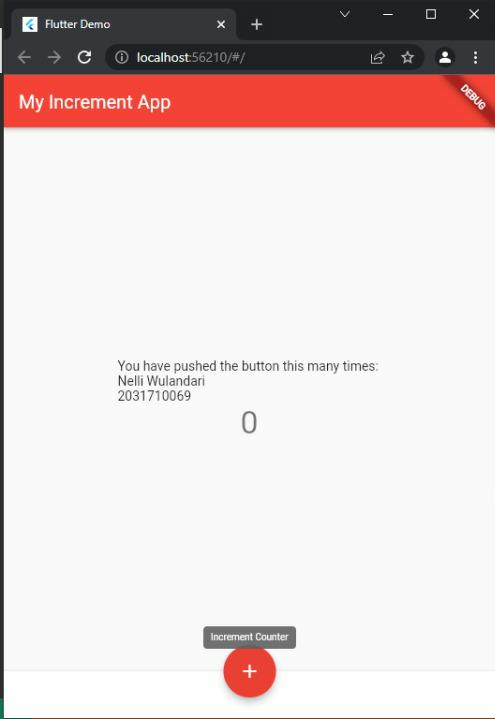 Flutter Demo
localhost:56210/#/
My Increment App
DEBUG
You have pushed the button this many times:
Nelli Wulandari
2031710069
0
Increment Counter
+